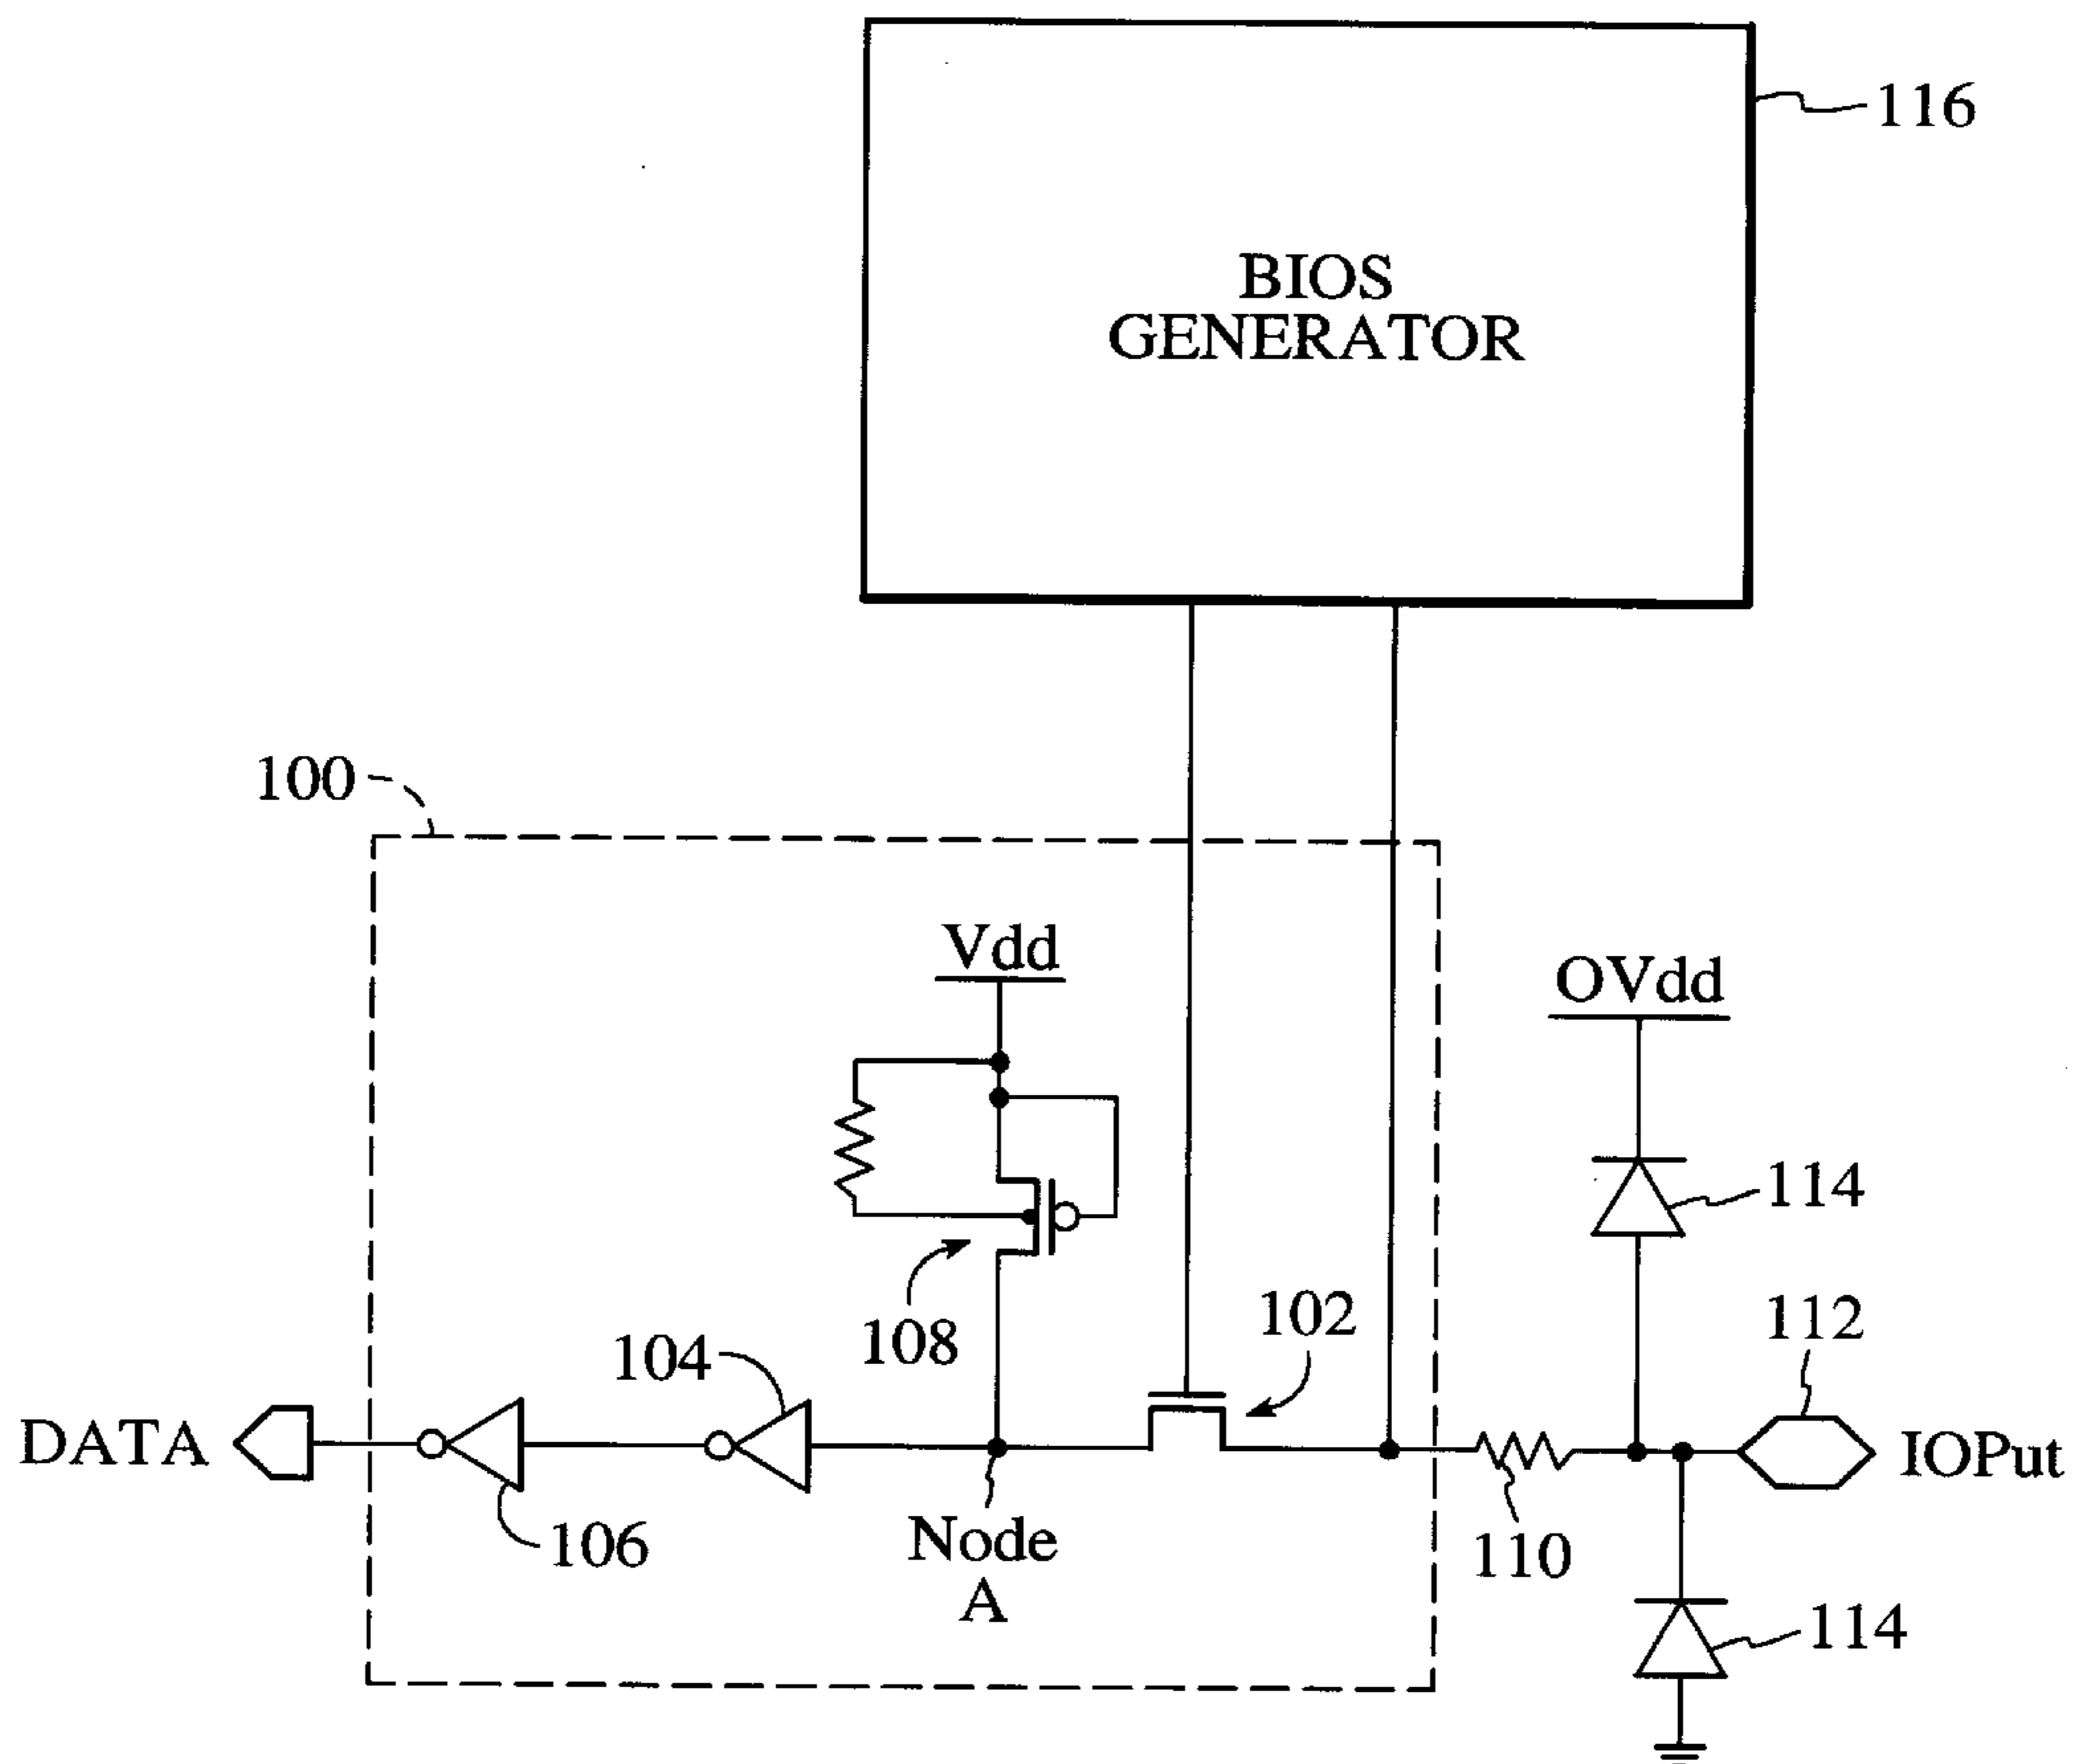 116
BIOS
GENERATOR
100
Vdd
OVdd
114
112
102
108
104
DATA
IOPut
106
Node
A
110
114